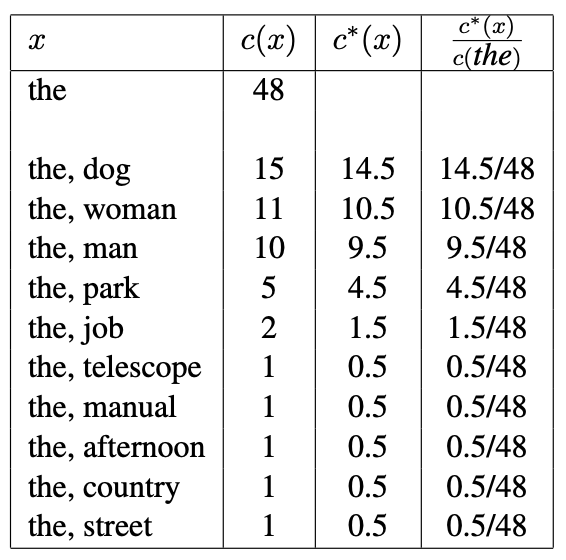 x c(x) c*(x) c*(x)/c(the)
the 48
the, dog 15 14.5 14.5/48
the, woman 11 10.5 10.5/48
the, man 10 9.5 9.5/48
the, park 5 4.5 4.5/48
the, job 2 1.5 1.5/48
the, telescope 1 0.5 0.5/48
the, manual 1 0.5 0.5/48
the, afternoon 1 0.5 0.5/48
the, country 1 0.5 0.5/48
the, street 1 0.5 0.5/48